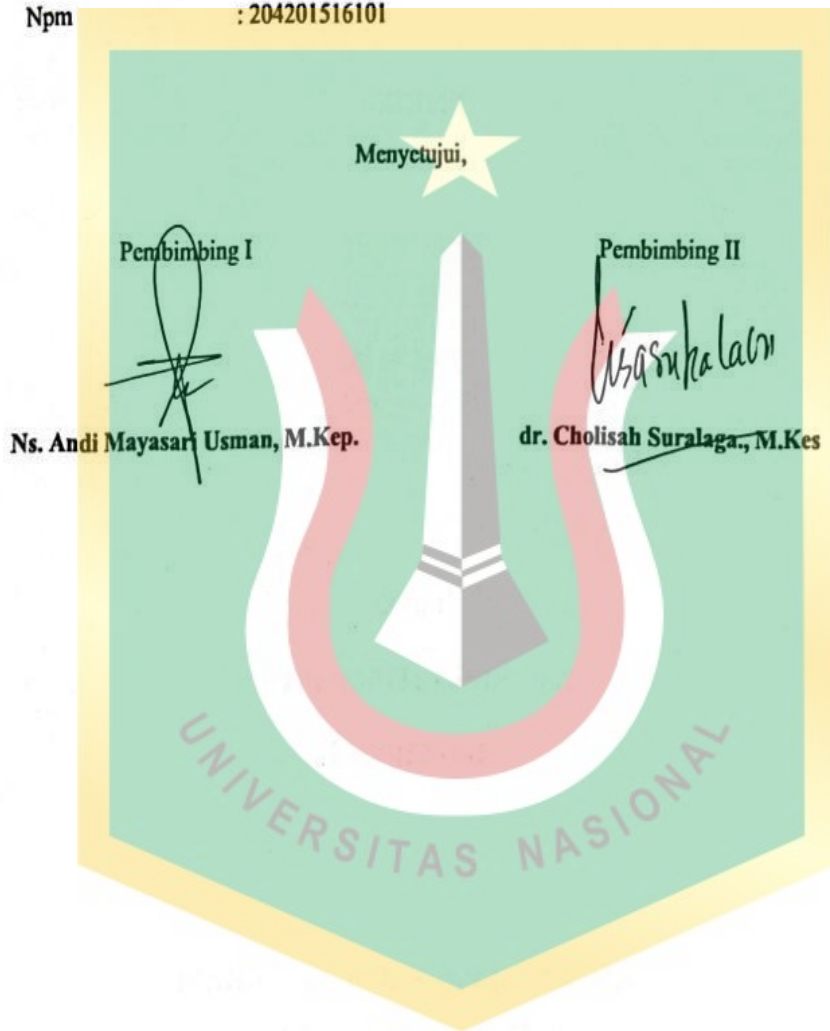 Npm : 204201516101
Menyetujui,
Pembimbing I Pembimbing II
Ns. Andi Mayasari Usman, M.Kep. dr. Cholisah Suralaga., M.Kes
UNIVERSITAS NASIONAL